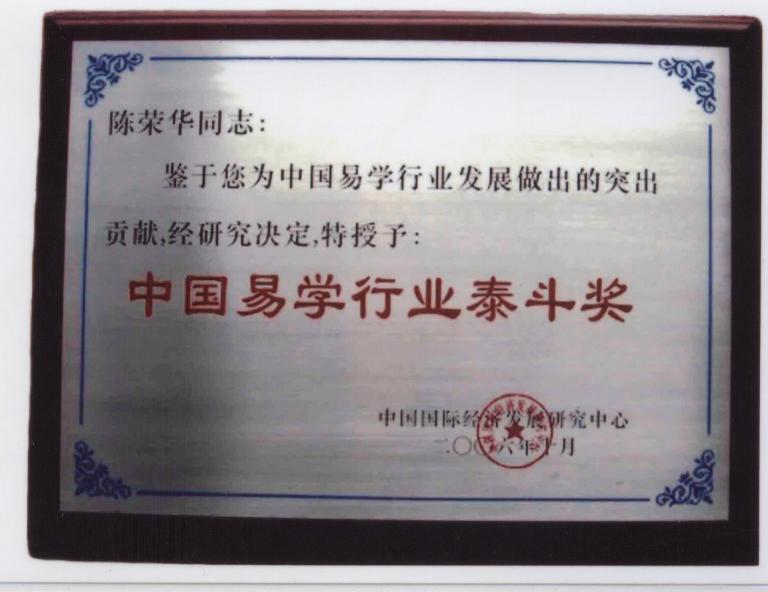 陈荣华同志:
鉴于您为中国易学行业发展做出的突出
贡献,经研究决定,特授予:
中国易学行业泰斗奖
中国国际经济发展研究中心
二〇〇六年十月